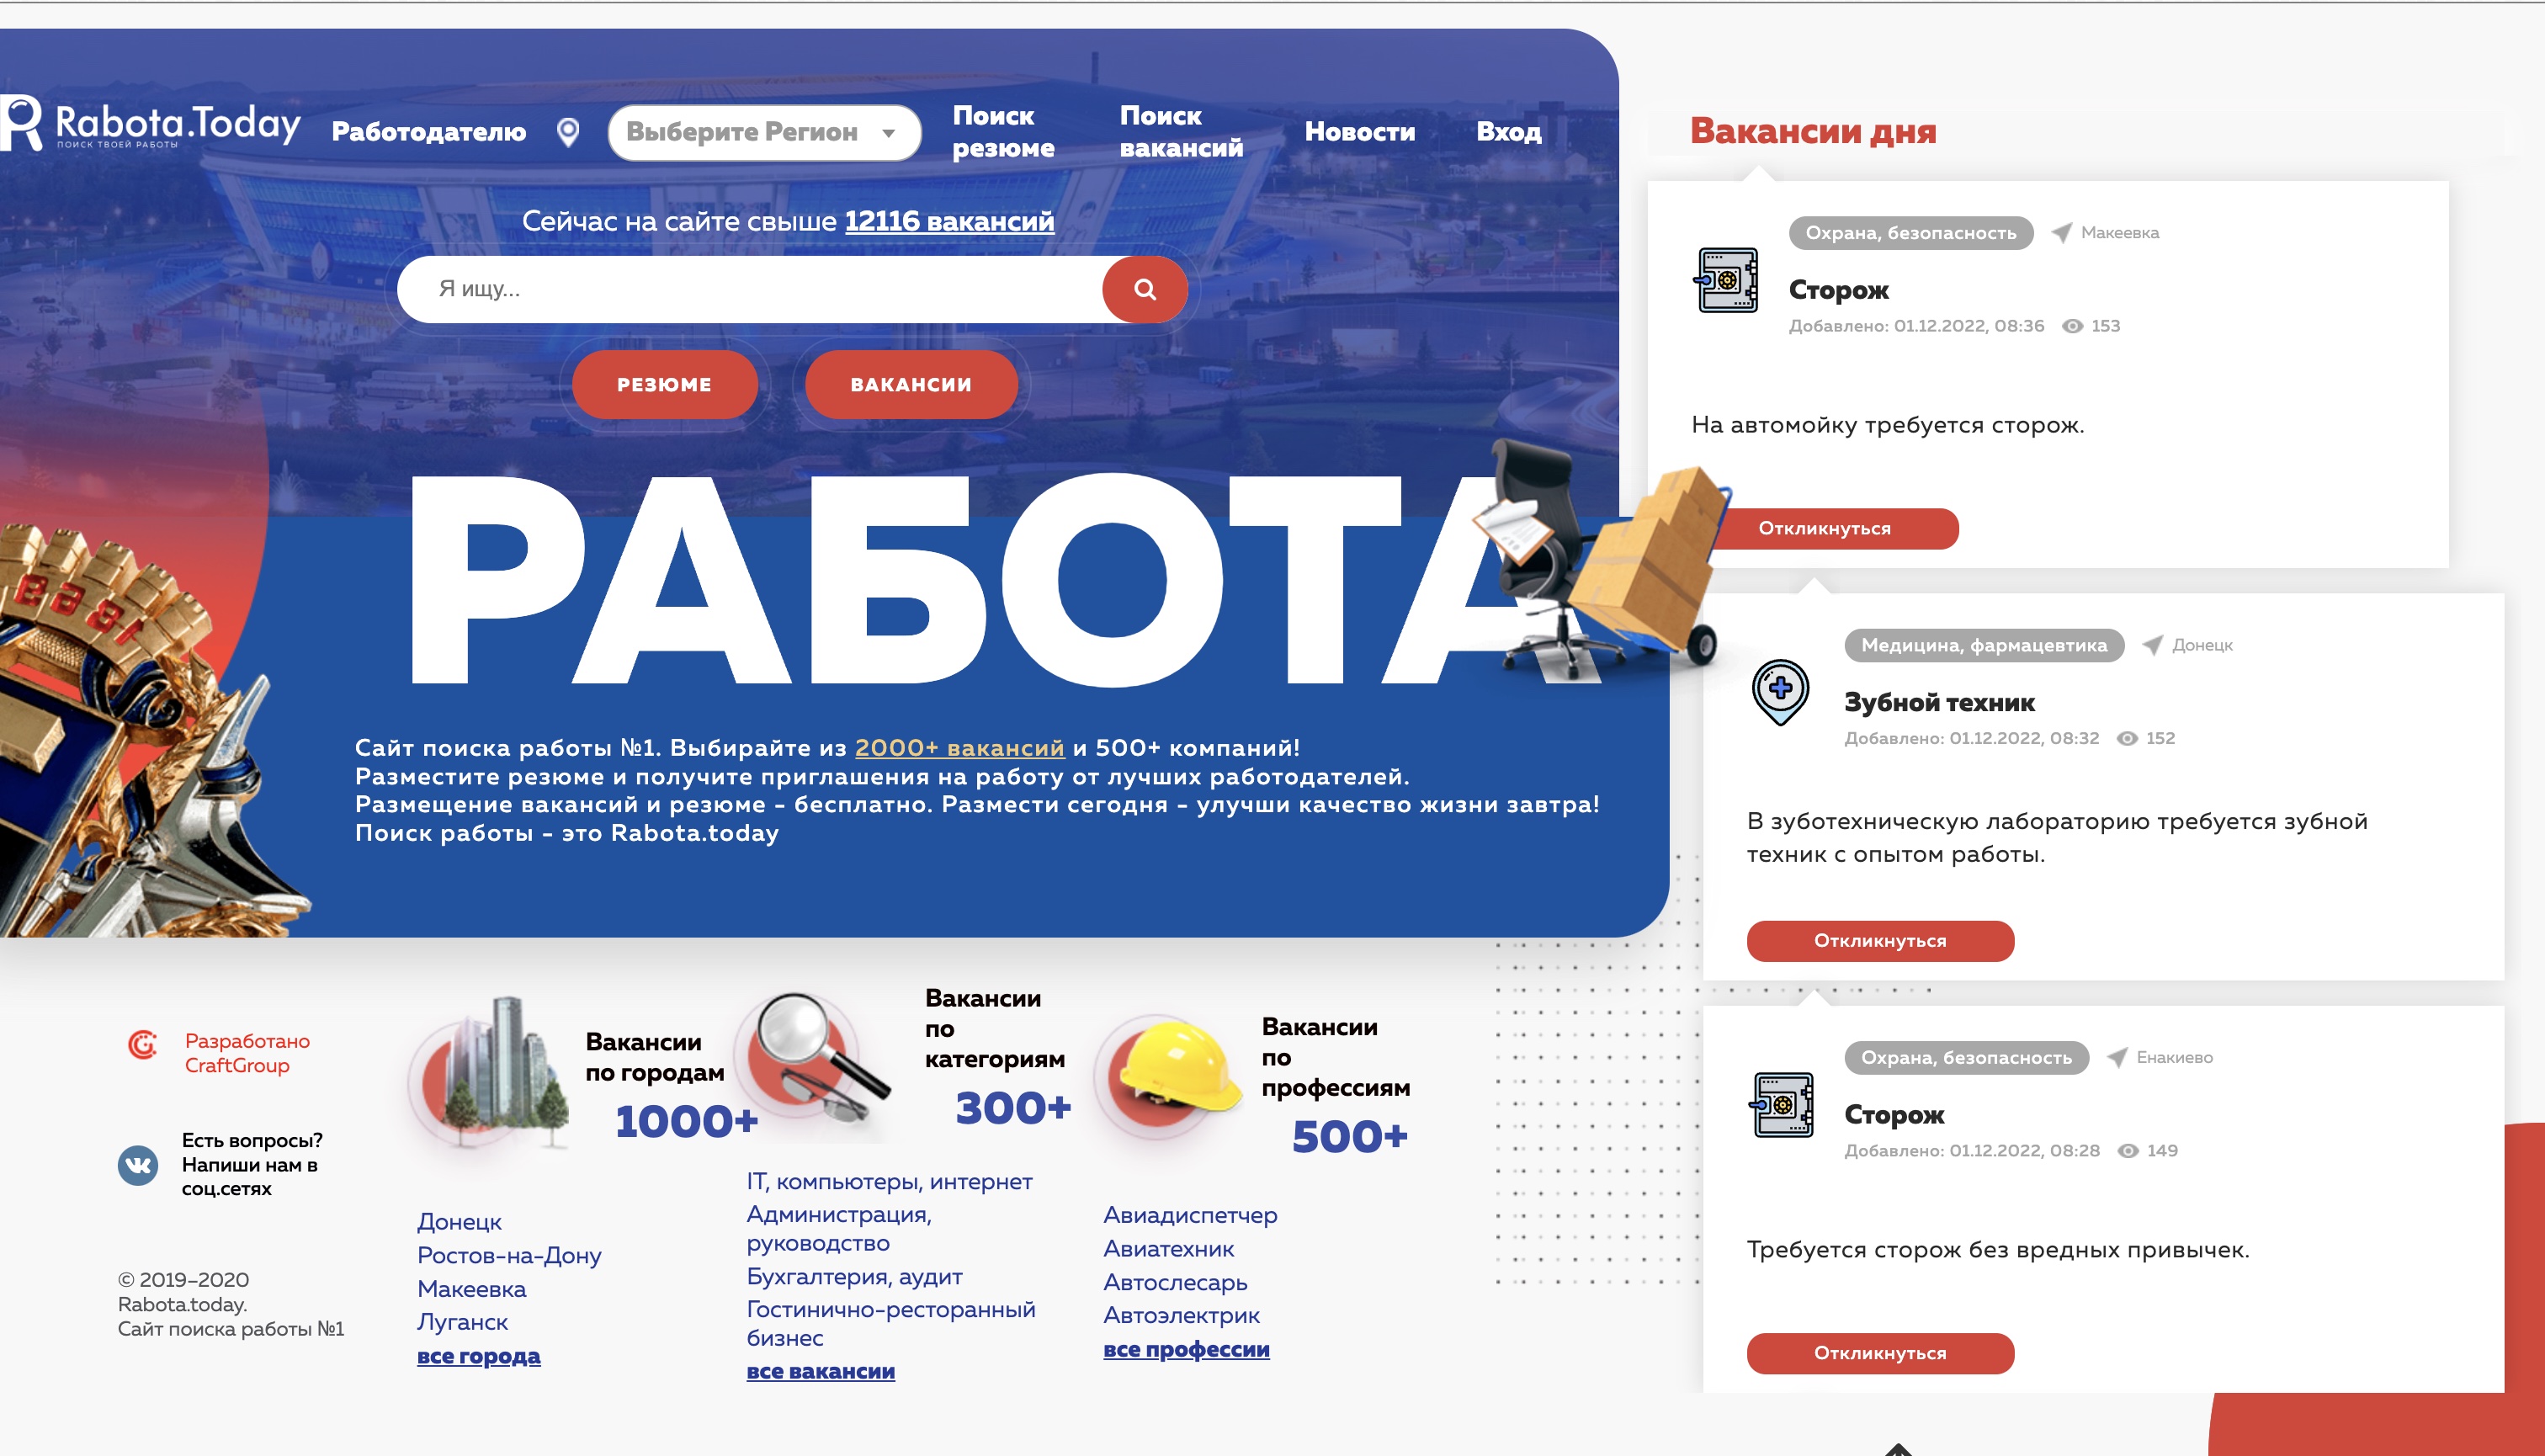 Rabota.Today
ПОИСК ТВОЕЙ РАБОТЫ
Работодателю
Выберите Регион
Поиск
резюме
Поиск
вакансий
Новости
Вход
Сейчас на сайте свыше 12116 вакансий
Я ищу...
РЕЗЮМЕ
ВАКАНСИИ
РАБОТА
Сайт поиска работы №1. Выбирайте из 2000+ вакансий и 500+ компаний!
Разместите резюме и получите приглашения на работу от лучших работодателей.
Размещение вакансий и резюме - бесплатно. Размести сегодня - улучши качество жизни завтра!
Поиск работы - это Rabota.today
Разработано
CraftGroup
Есть вопросы?
Напиши нам в
соц.сетях
© 2019–2020
Rabota.today.
Сайт поиска работы №1
Вакансии
по городам
1000+
Донецк
Ростов-на-Дону
Макеевка
Луганск
все города
Вакансии
по
категориям
300+
IT, компьютеры, интернет
Администрация,
руководство
Бухгалтерия, аудит
Гостинично-ресторанный
бизнес
все вакансии
Вакансии
по
профессиям
500+
Авиадиспетчер
Авиатехник
Автослесарь
Автоэлектрик
все профессии
Вакансии дня
Охрана, безопасность
Макеевка
Сторож
Добавлено: 01.12.2022, 08:36 153
На автомойку требуется сторож.
Откликнуться
Медицина, фармацевтика
Донецк
Зубной техник
Добавлено: 01.12.2022, 08:32 152
В зуботехническую лабораторию требуется зубной
техник с опытом работы.
Откликнуться
Охрана, безопасность
Енакиево
Сторож
Добавлено: 01.12.2022, 08:28 149
Требуется сторож без вредных привычек.
Откликнуться